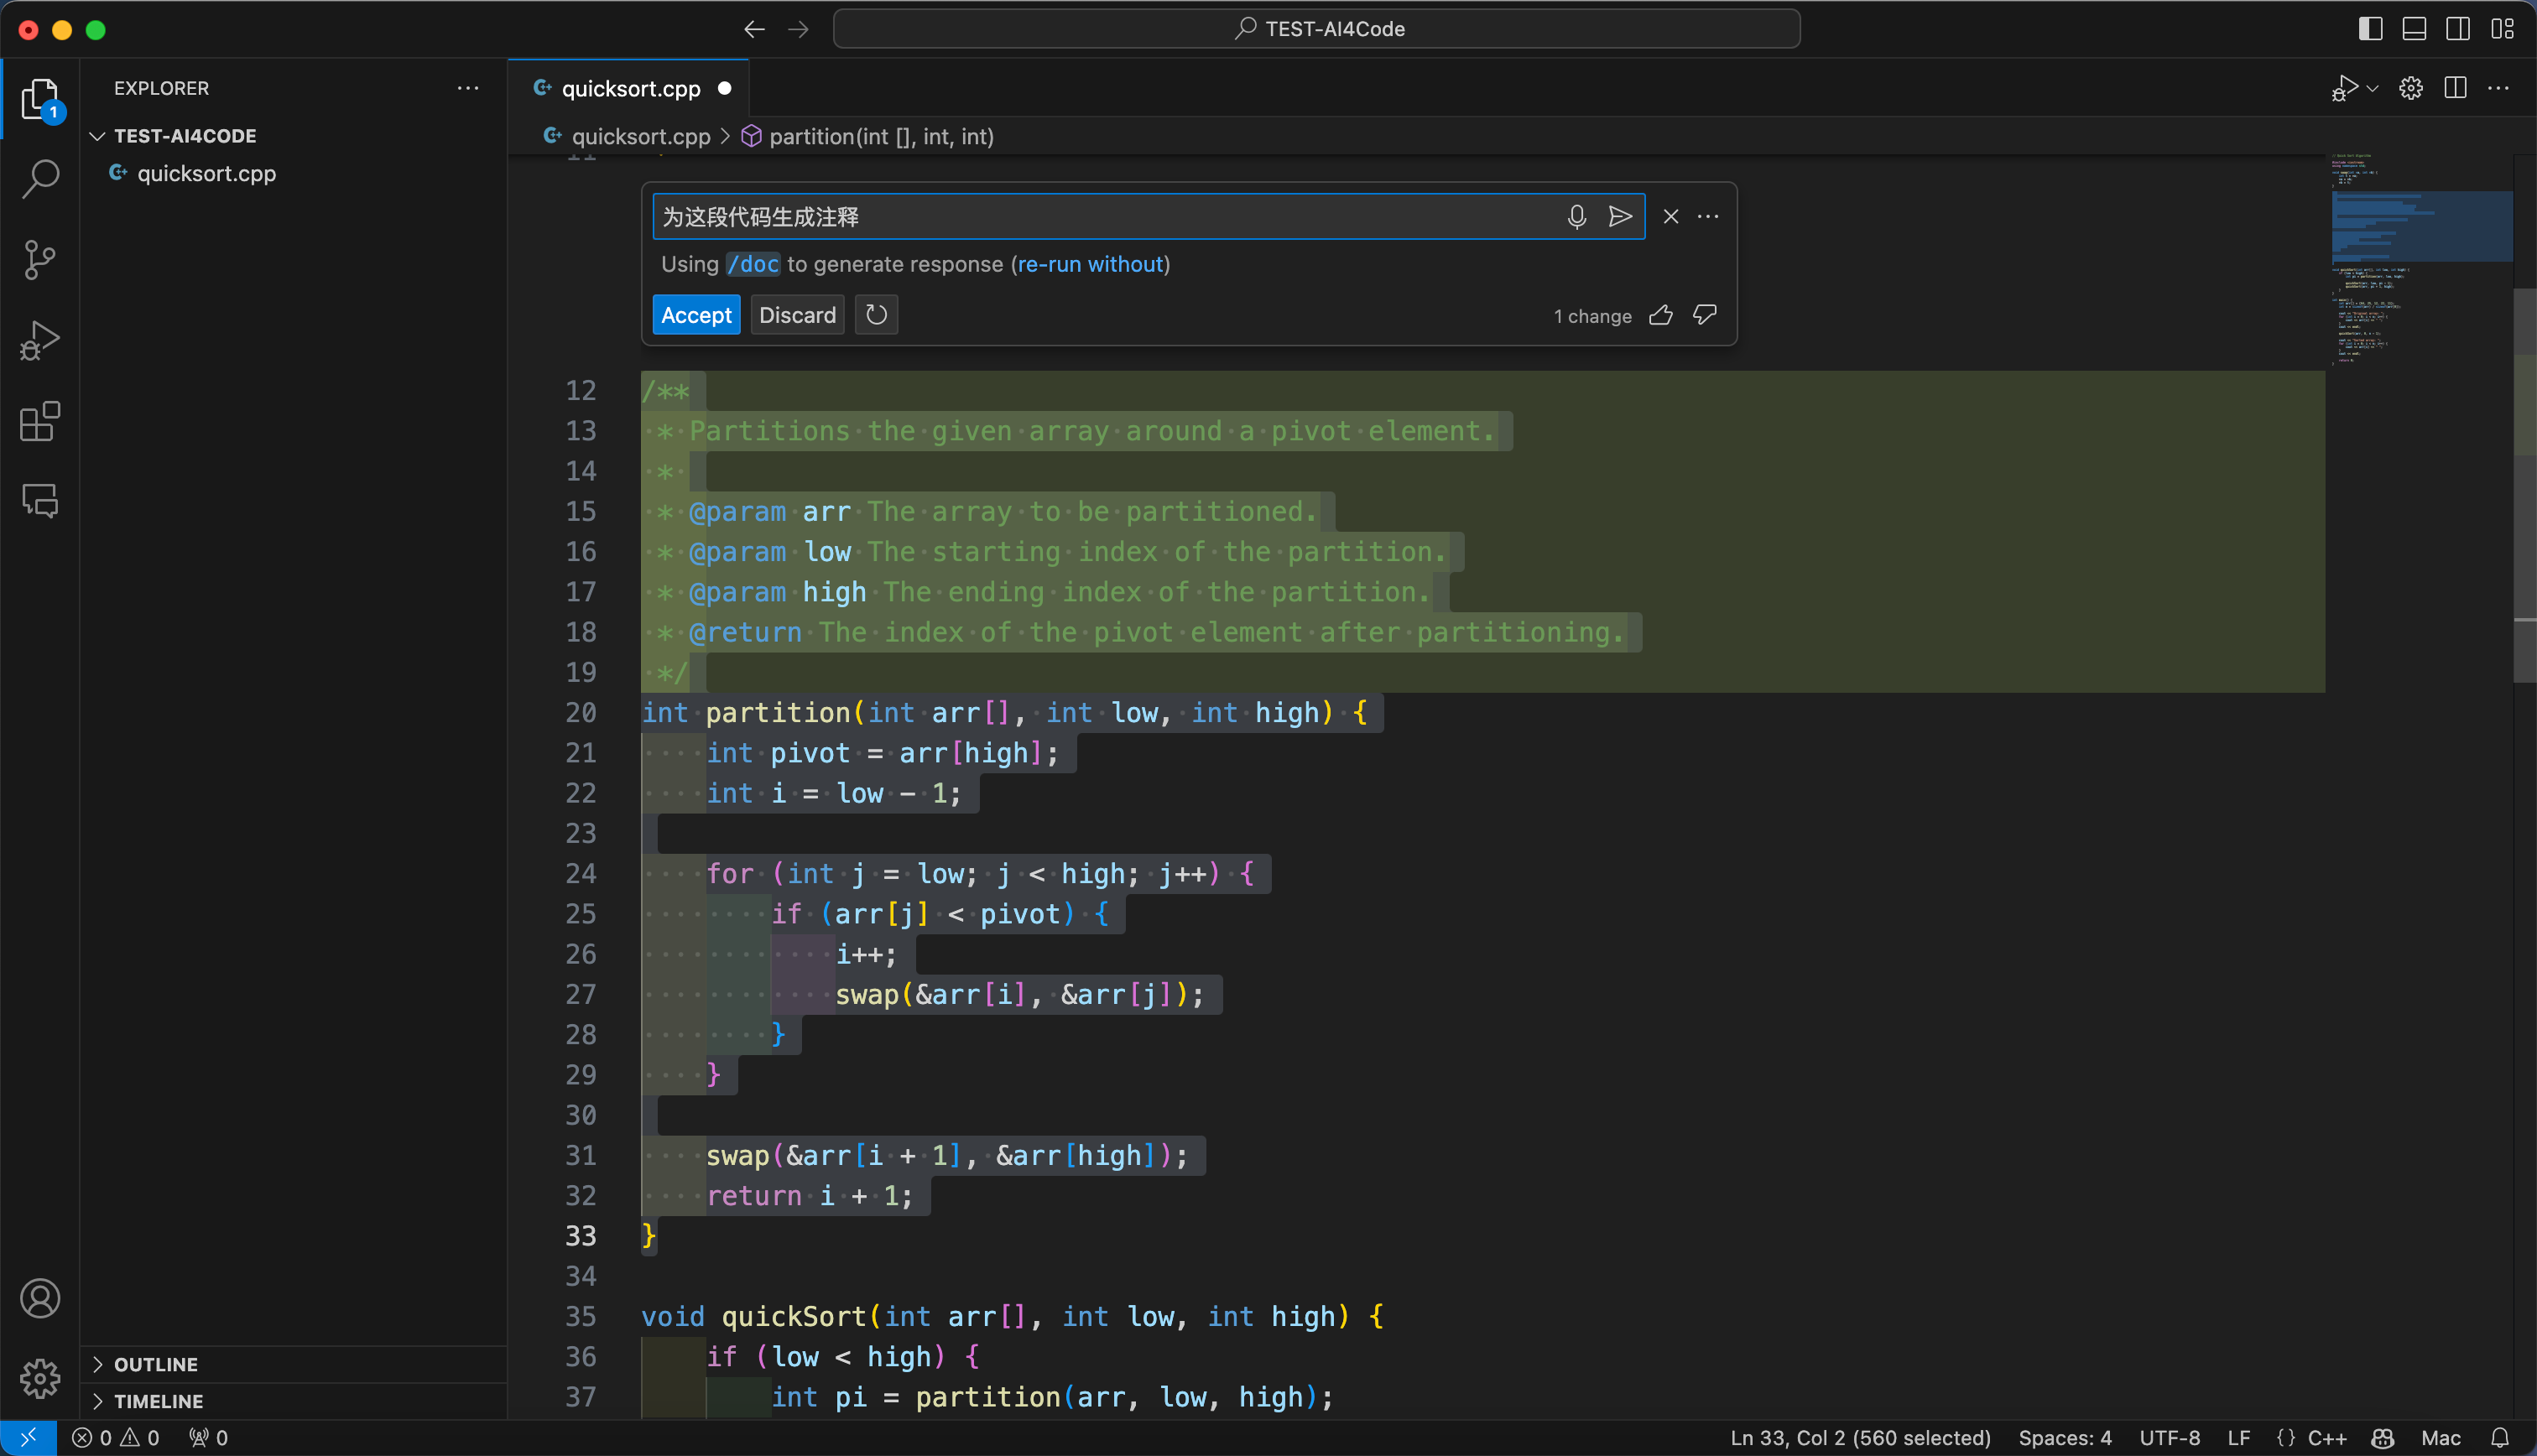 TEST-AI4Code
EXPLORER
1
TEST-AI4CODE
quicksort.cpp
quicksort.cpp
quicksort.cpp > partition(int [], int, int)
为这段代码生成注释
Using /doc to generate response (re-run without)
Accept Discard
1 change
12 /**
13 * Partitions the given array around a pivot element.
14 *
15 * @param arr The array to be partitioned.
16 * @param low The starting index of the partition.
17 * @param high The ending index of the partition.
18 * @return The index of the pivot element after partitioning.
19 */
20 int partition(int arr[], int low, int high) {
21 int pivot = arr[high];
22 int i = low - 1;
23
24 for (int j = low; j < high; j++) {
25 if (arr[j] < pivot) {
26 i++;
27 swap(&arr[i], &arr[j]);
28 }
29 }
30
31 swap(&arr[i + 1], &arr[high]);
32 return i + 1;
33 }
34
35 void quickSort(int arr[], int low, int high) {
36 if (low < high) {
37 int pi = partition(arr, low, high);
OUTLINE
TIMELINE
0 0 0
Ln 33, Col 2 (560 selected) Spaces: 4 UTF-8 LF {} C++ Mac